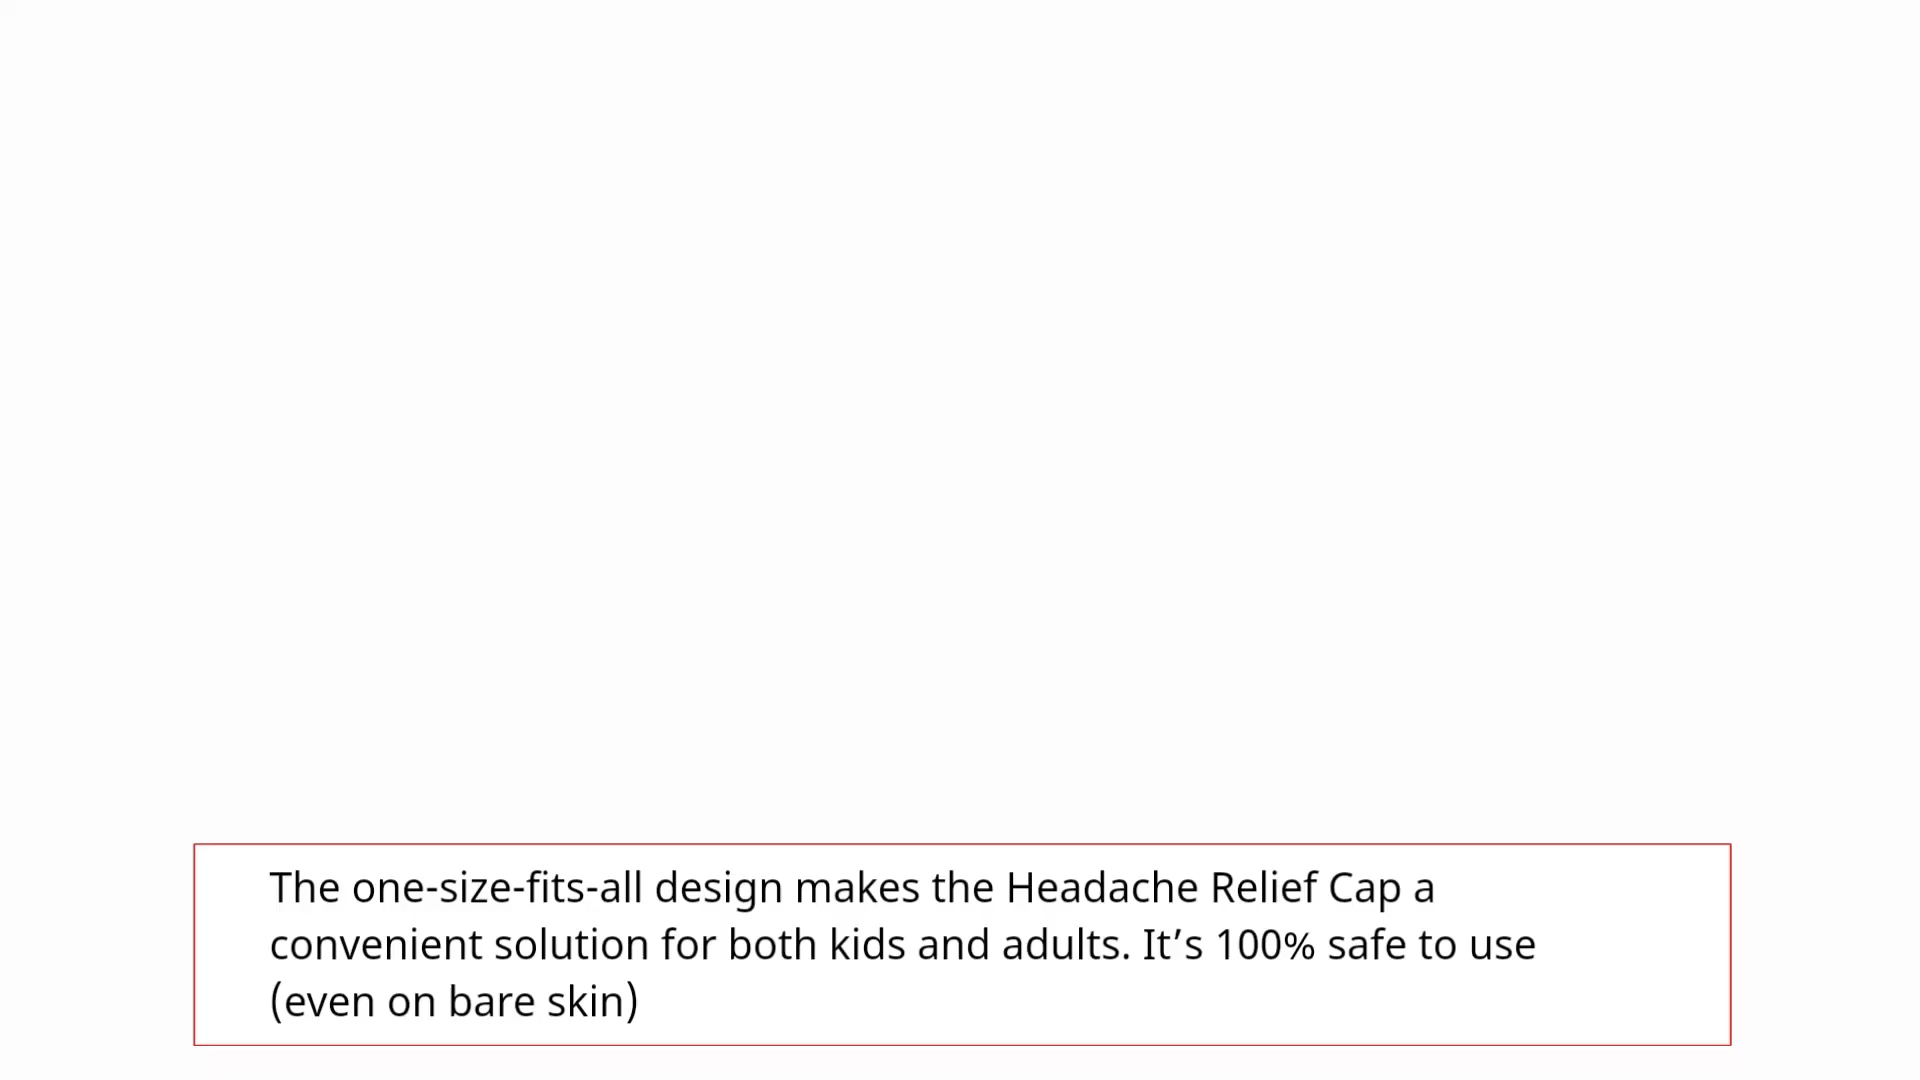 The one-size-fits-all design makes the Headache Relief Cap a
convenient solution for both kids and adults. It’s 100% safe to use
(even on bare skin)